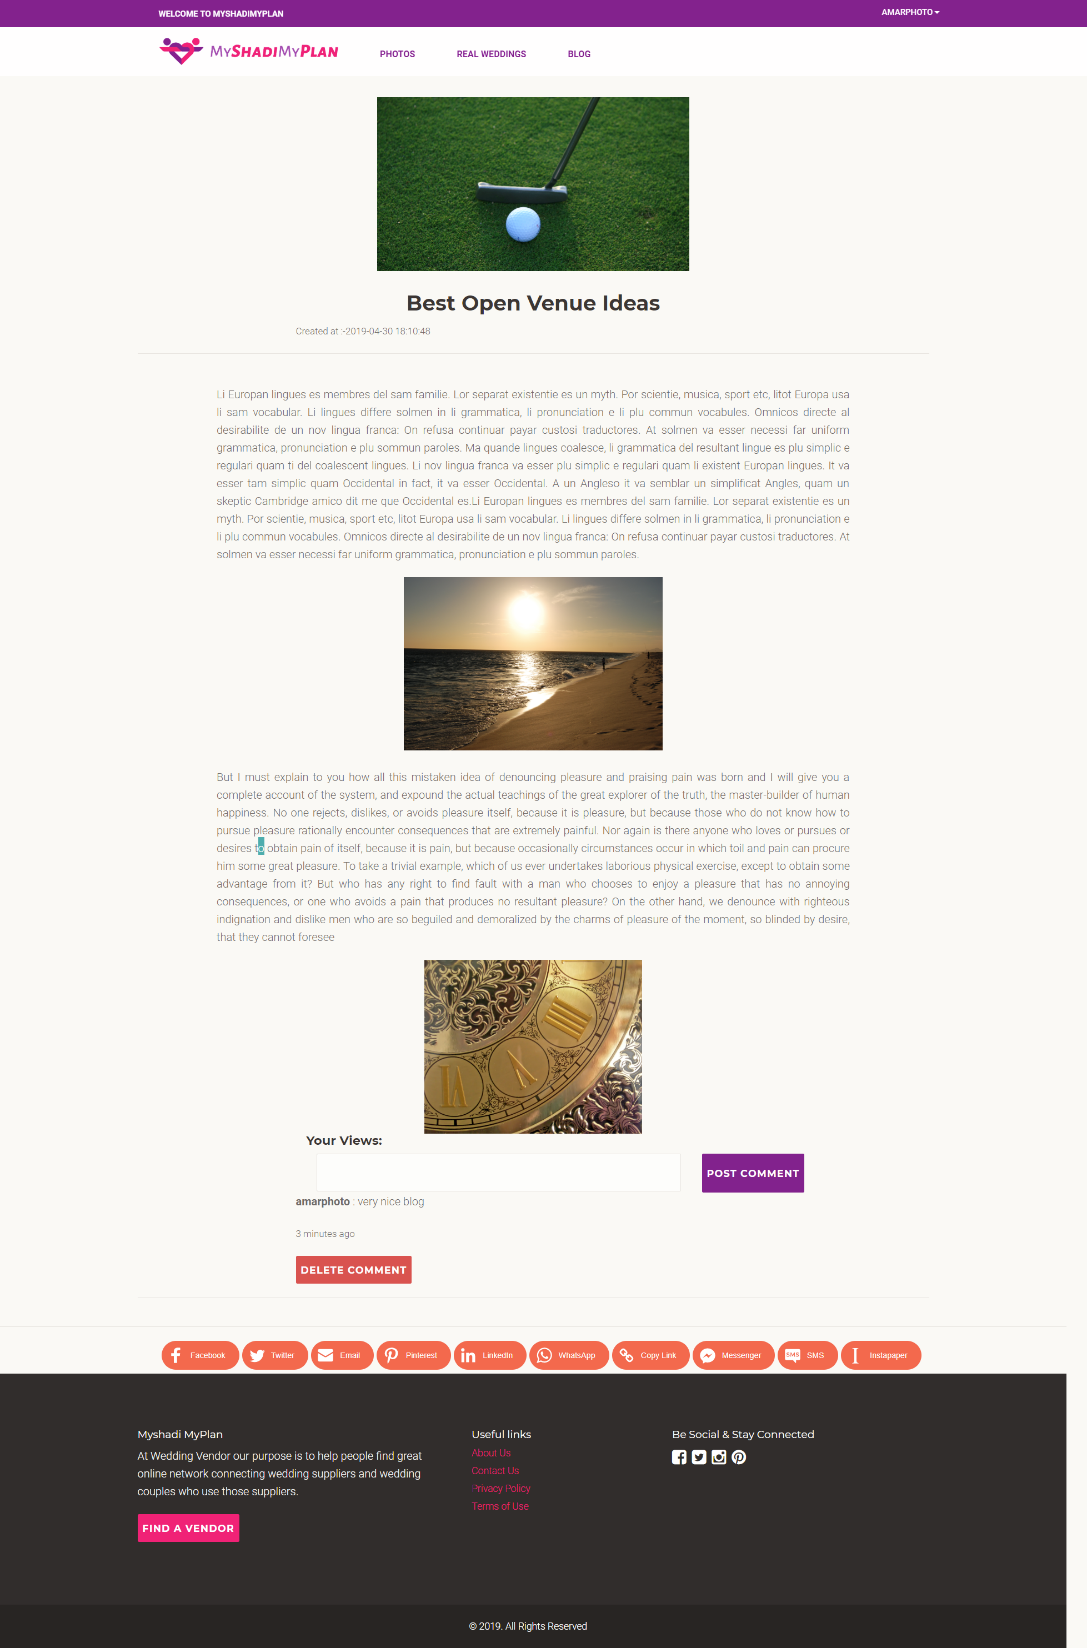 WELCOME TO MYSHADIMYPLAN
AMARPHOTO
MYSHADIMYPLAN
PHOTOS
REAL WEDDINGS
BLOG
Best Open Venue Ideas
Created at :-2019-04-30 18:10:48
Li Europan lingues es membres del sam familie. Lor separat existentie es un myth. Por scientie, musica, sport etc, litot Europa usa
li sam vocabular. Li lingues differe solmen in li grammatica, li pronunciation e li plu commun vocabules. Omnicos directe al
desirabilite de un nov lingua franca: On refusa continuar payar custosi traductores. At solmen va esser necessi far uniform
grammatica, pronunciation e plu sommun paroles. Ma quande lingues coalesce, li grammatica del resultant lingue es plu simplic e
regulari quam ti del coalescent lingues. Li nov lingua franca va esser plu simplic e regulari quam li existent Europan lingues. It va
esser tam simplic quam Occidental in fact, it va esser Occidental. A un Angleso it va semblar un simplificat Angles, quam un
skeptic Cambridge amico dit me que Occidental es.Li Europan lingues es membres del sam familie. Lor separat existentie es un
myth. Por scientie, musica, sport etc, litot Europa usa li sam vocabular. Li lingues differe solmen in li grammatica, li pronunciation e
li plu commun vocabules. Omnicos directe al desirabilite de un nov lingua franca: On refusa continuar payar custosi traductores. At
solmen va esser necessi far uniform grammatica, pronunciation e plu sommun paroles.
But I must explain to you how all this mistaken idea of denouncing pleasure and praising pain was born and I will give you a
complete account of the system, and expound the actual teachings of the great explorer of the truth, the master-builder of human
happiness. No one rejects, dislikes, or avoids pleasure itself, because it is pleasure, but because those who do not know how to
pursue pleasure rationally encounter consequences that are extremely painful. Nor again is there anyone who loves or pursues or
desires to obtain pain of itself, because it is pain, but because occasionally circumstances occur in which toil and pain can procure
him some great pleasure. To take a trivial example, which of us ever undertakes laborious physical exercise, except to obtain some
advantage from it? But who has any right to find fault with a man who chooses to enjoy a pleasure that has no annoying
consequences, or one who avoids a pain that produces no resultant pleasure? On the other hand, we denounce with righteous
indignation and dislike men who are so beguiled and demoralized by the charms of pleasure of the moment, so blinded by desire,
that they cannot foresee
Your Views:
POST COMMENT
amarphoto : very nice blog
3 minutes ago
DELETE COMMENT
Facebook
Twitter
Email
Pinterest
LinkedIn
WhatsApp
Copy Link
Messenger
SMS
SMS
Instapaper
Myshadi MyPlan
At Wedding Vendor our purpose is to help people find great
online network connecting wedding suppliers and wedding
couples who use those suppliers.
FIND A VENDOR
Useful links
About Us
Contact Us
Privacy Policy
Terms of Use
Be Social & Stay Connected
© 2019. All Rights Reserved